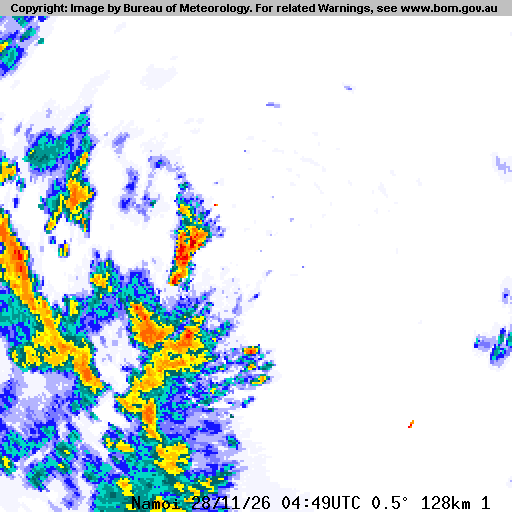 Copyright: Image by Bureau of Meteorology. For related Warnings, see www.bom.gov.au
Namoi 28/11/26 04:49UTC 0.5° 128km 1